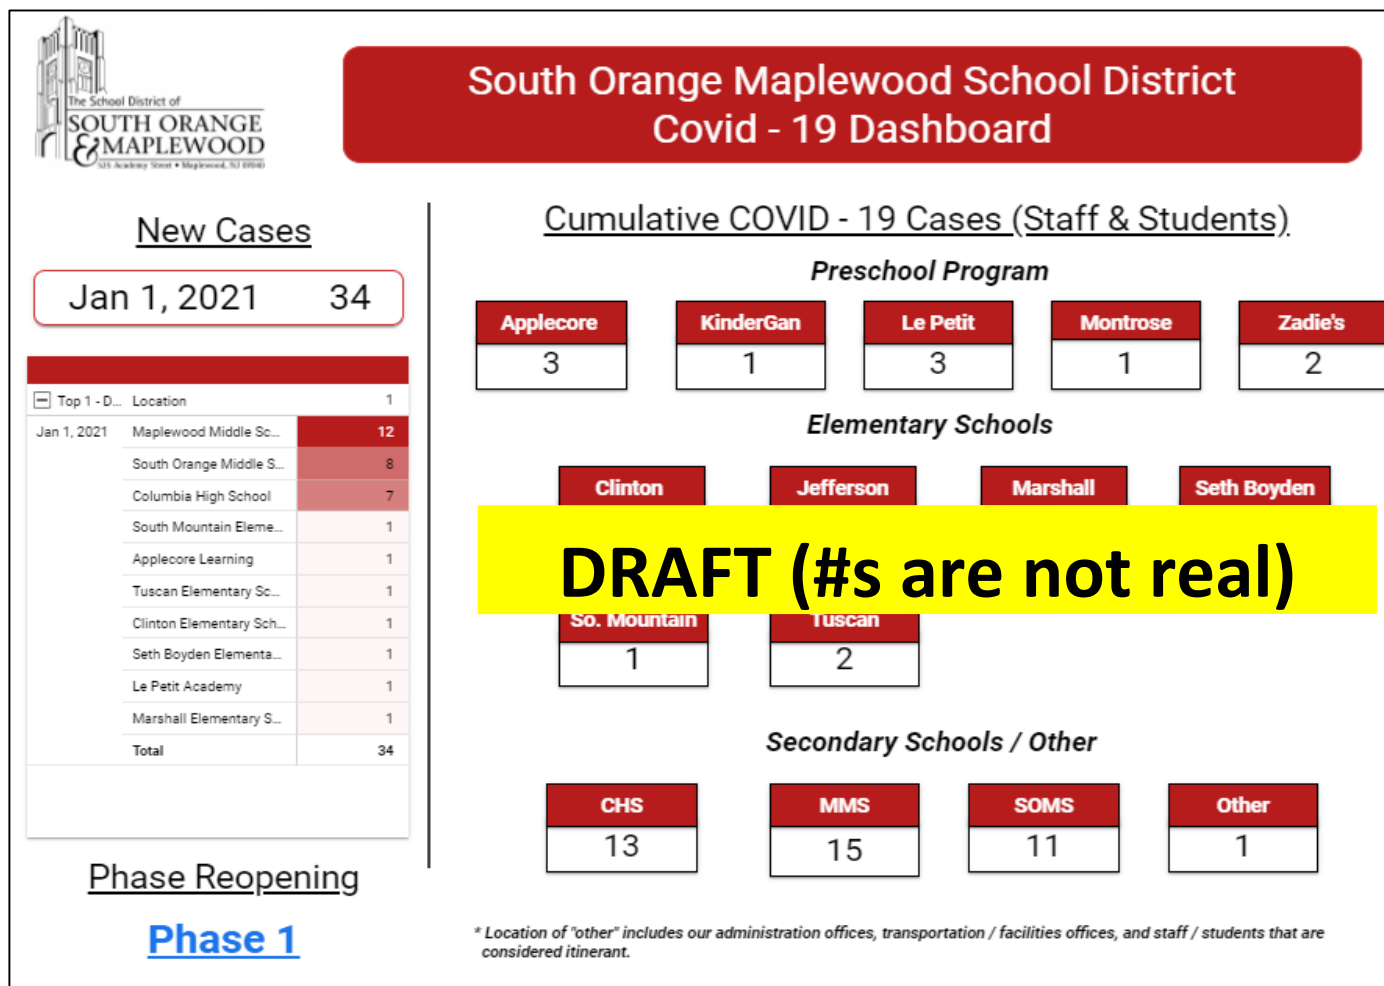 The School District of
SOUTH ORANGE
& MAPLEWOOD
525 Academy Street • Maplewood, NJ 07040
South Orange Maplewood School District
Covid - 19 Dashboard
New Cases
Jan 1, 2021 34
Top 1 - D... Location 1
Jan 1, 2021 Maplewood Middle Sc... 12
South Orange Middle S... 8
Columbia High School 7
South Mountain Eleme... 1
Applecore Learning 1
Tuscan Elementary Sc... 1
Clinton Elementary Sch... 1
Seth Boyden Elementa... 1
Le Petit Academy 1
Marshall Elementary S... 1
Total 34
Phase Reopening
Phase 1
Cumulative COVID - 19 Cases (Staff & Students)
Preschool Program
Applecore KinderGan Le Petit Montrose Zadie's
3 1 3 1 2
Elementary Schools
Clinton Jefferson Marshall Seth Boyden
DRAFT (#s are not real)
So. Mountain Tuscan
1 2
Secondary Schools / Other
CHS MMS SOMS Other
13 15 11 1
* Location of "other" includes our administration offices, transportation / facilities offices, and staff / students that are
considered itinerant.